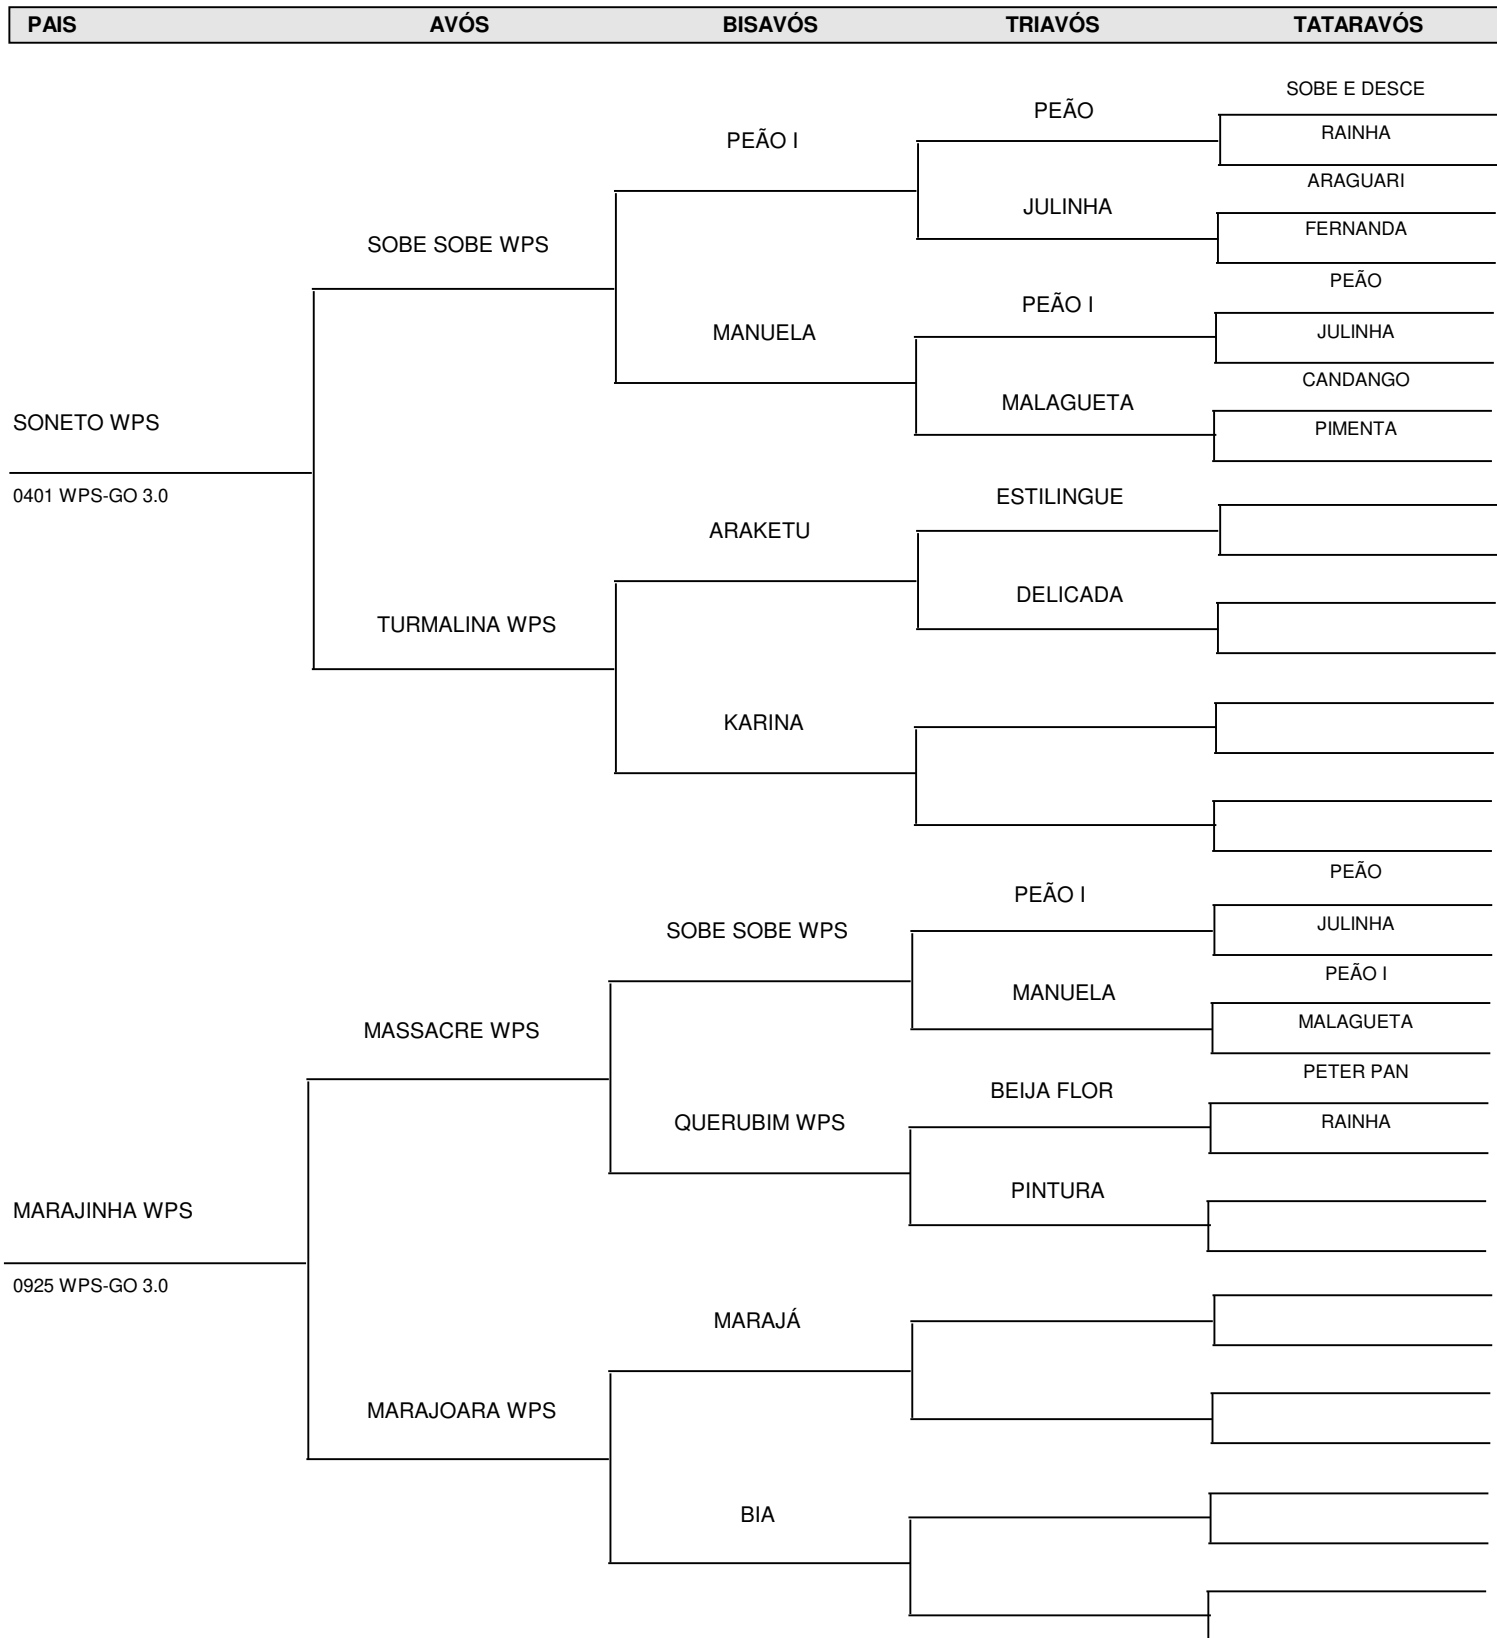 PAIS AVÓS BISAVÓS TRIAVÓS TATARAVÓS
SOBE E DESCE
PEÃO
RAINHA
PEÃO I
ARAGUARI
JULINHA
FERNANDA
SOBE SOBE WPS
PEÃO
PEÃO I
JULINHA
MANUELA
CANDANGO
MALAGUETA
SONETO WPS
PIMENTA
0401 WPS-GO 3.0
ESTILINGUE
ARAKETU
DELICADA
TURMALINA WPS
KARINA
PEÃO
PEÃO I
JULINHA
SOBE SOBE WPS
PEÃO I
MANUELA
MALAGUETA
MASSACRE WPS
PETER PAN
BEIJA FLOR
RAINHA
QUERUBIM WPS
PINTURA
MARAJINHA WPS
0925 WPS-GO 3.0
MARAJÁ
MARAJOARA WPS
BIA